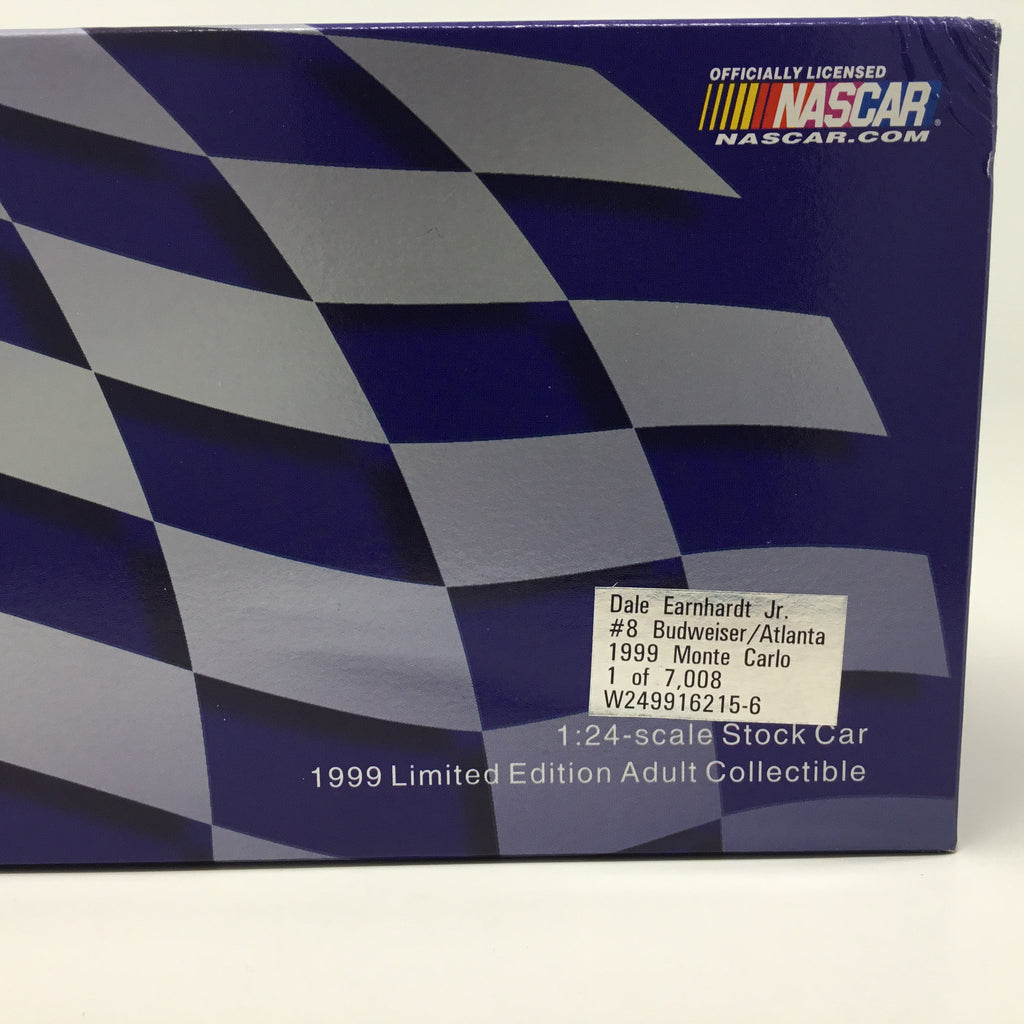 OFFICIALLY LICENSED
NASCAR®
NASCAR.COM
Dale Earnhardt Jr.
#8 Budweiser/Atlanta
1999 Monte Carlo
1 of 7,008
W249916215-6
1:24-scale Stock Car
1999 Limited Edition Adult Collectible